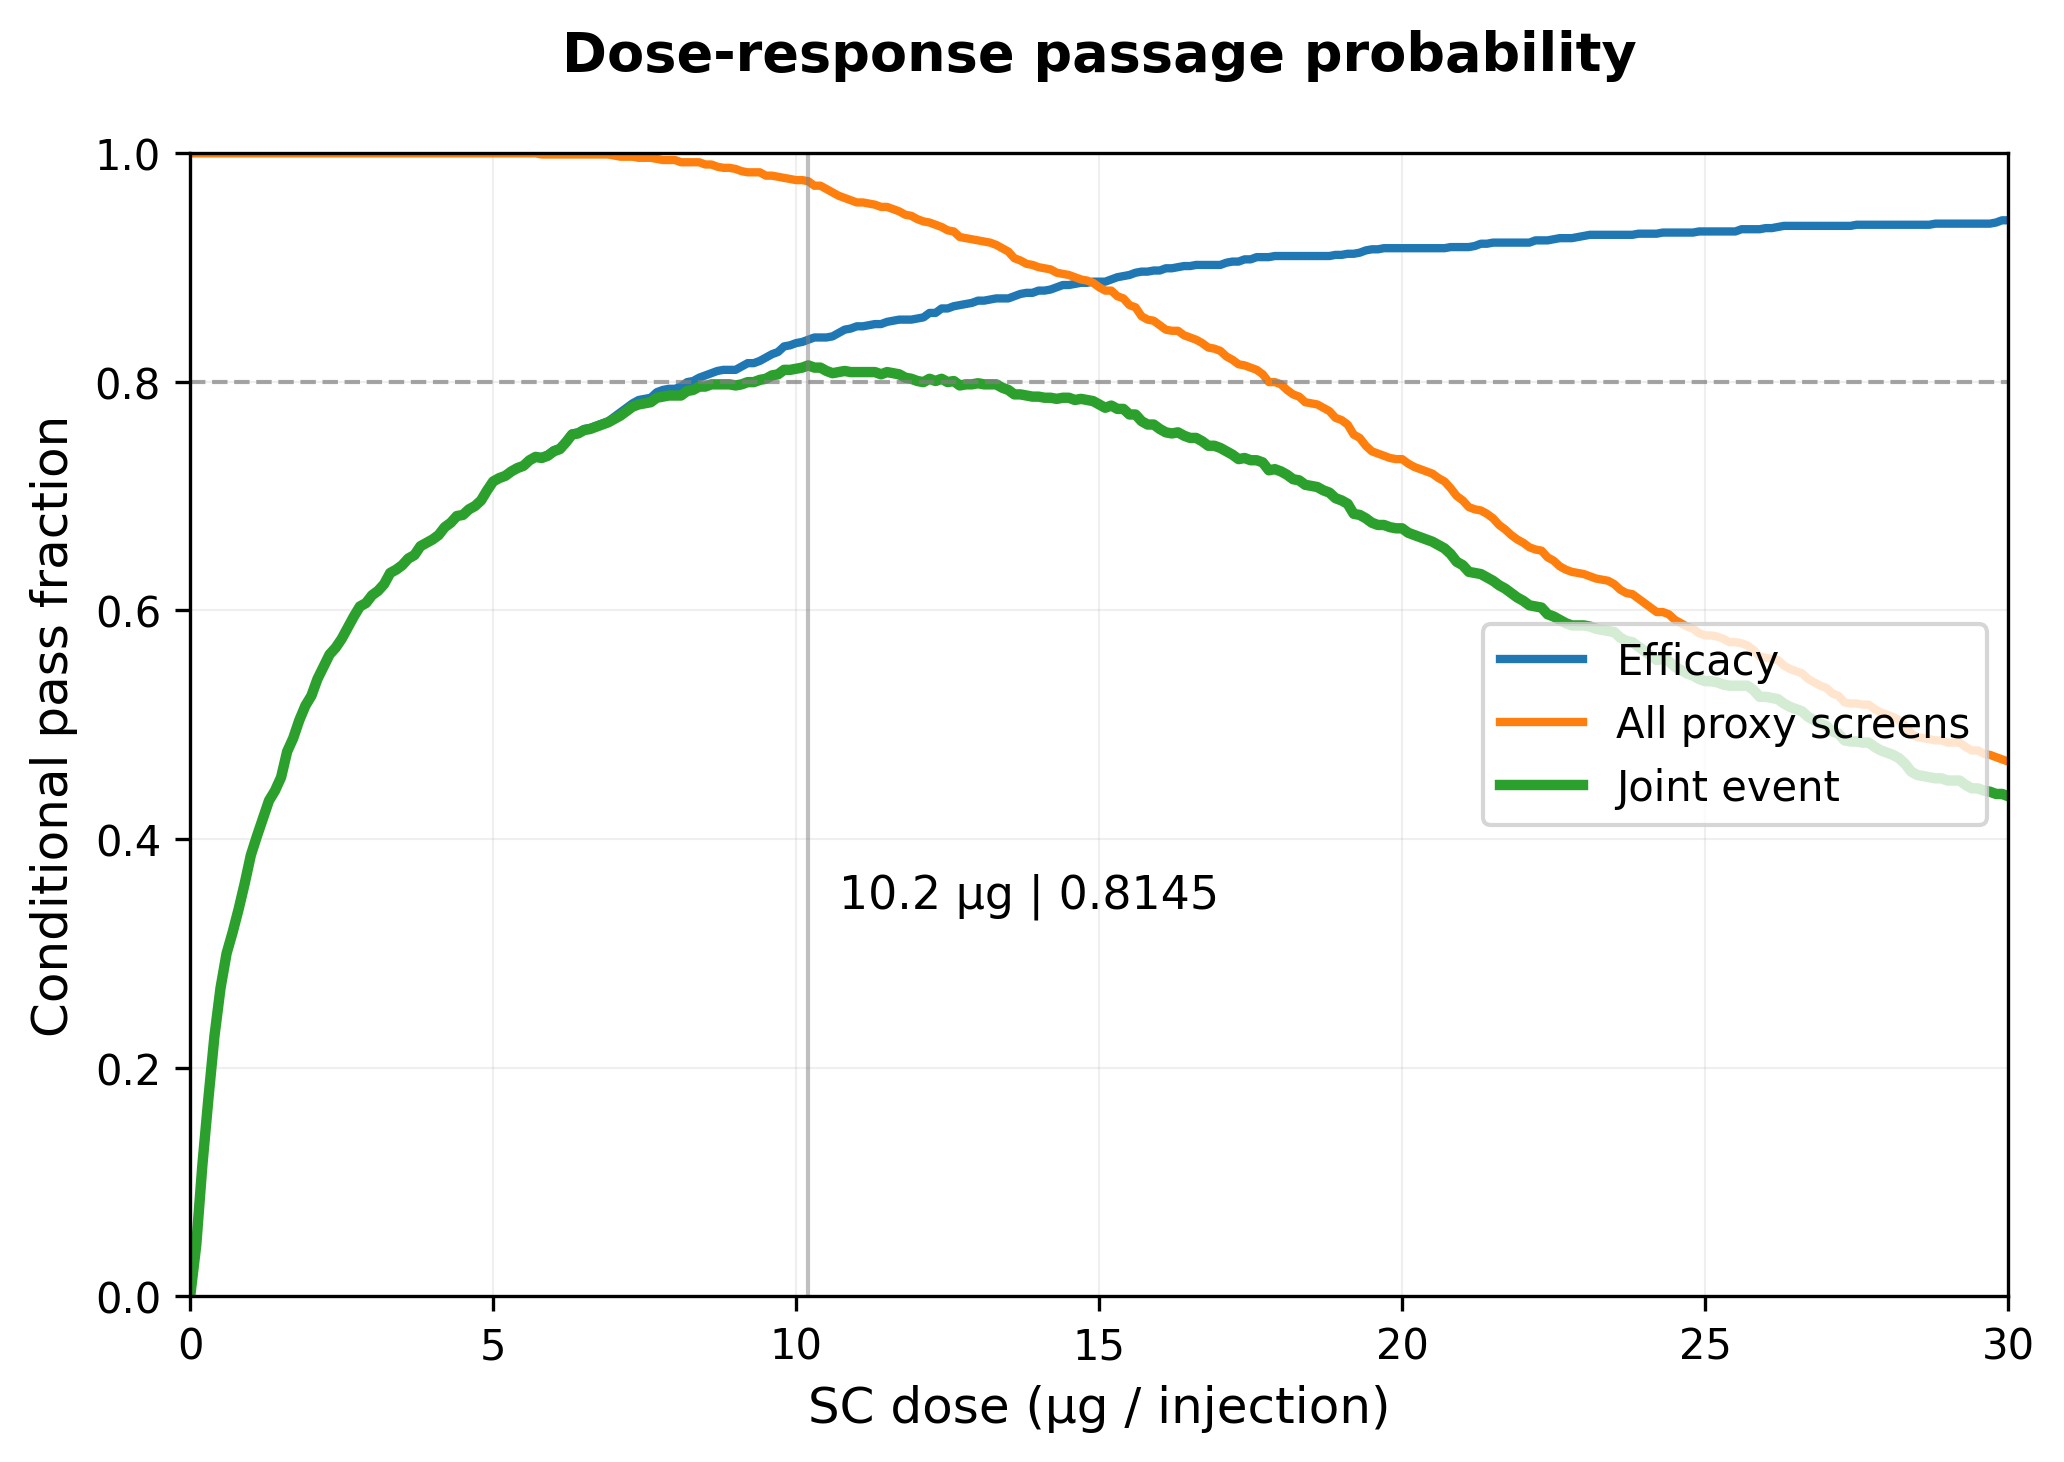 Dose-response passage probability
Conditional pass fraction
1.0
0.8
0.6
0.4
0.2
0.0
Efficacy
All proxy screens
Joint event
10.2 µg | 0.8145
0 5 10 15 20 25 30
SC dose (µg / injection)